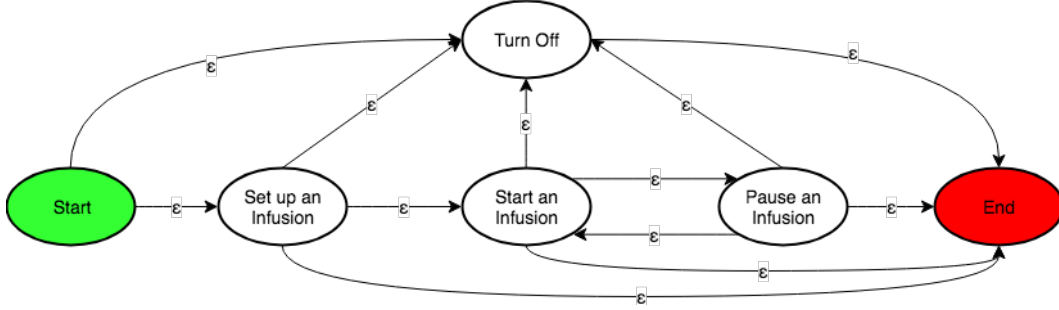 Turn Off
ε
ε
ε
ε
ε
Start
ε
Set up an
Infusion
ε
Start an
Infusion
ε
ε
Pause an
Infusion
ε
End
ε
ε